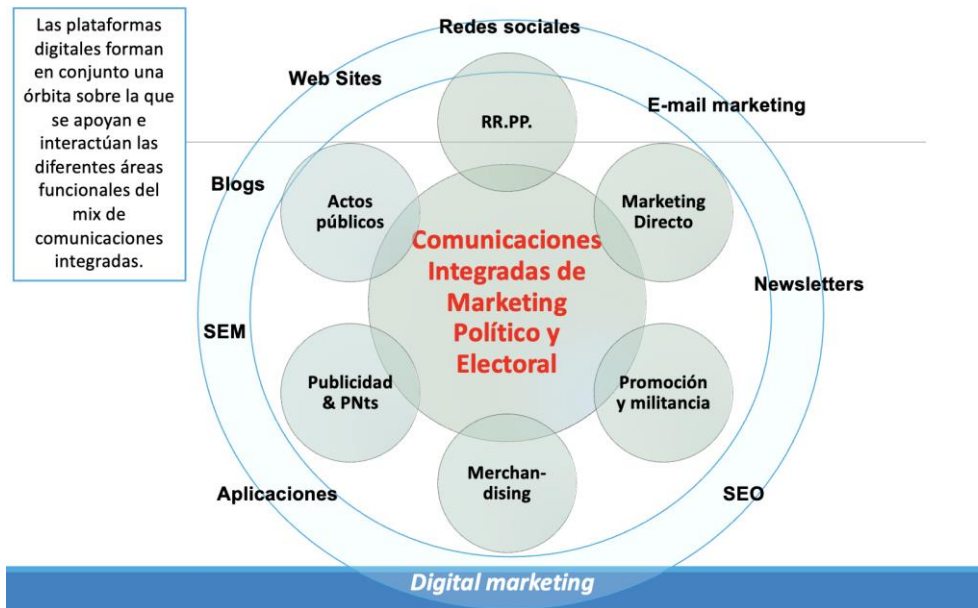 Las plataformas
digitales forman
en conjunto una
órbita sobre la que
se apoyan e
interactúan las
diferentes áreas
funcionales del
mix de
comunicaciones
integradas.
Redes sociales
Web Sites
E-mail marketing
RR.PP.
Blogs
Actos
públicos
Marketing
Directo
Comunicaciones
Integradas de
Marketing
Político y
Electoral
Newsletters
SEM
Publicidad
& PNts
Promoción
y militancia
Merchan-
dising
Aplicaciones
SEO
Digital marketing